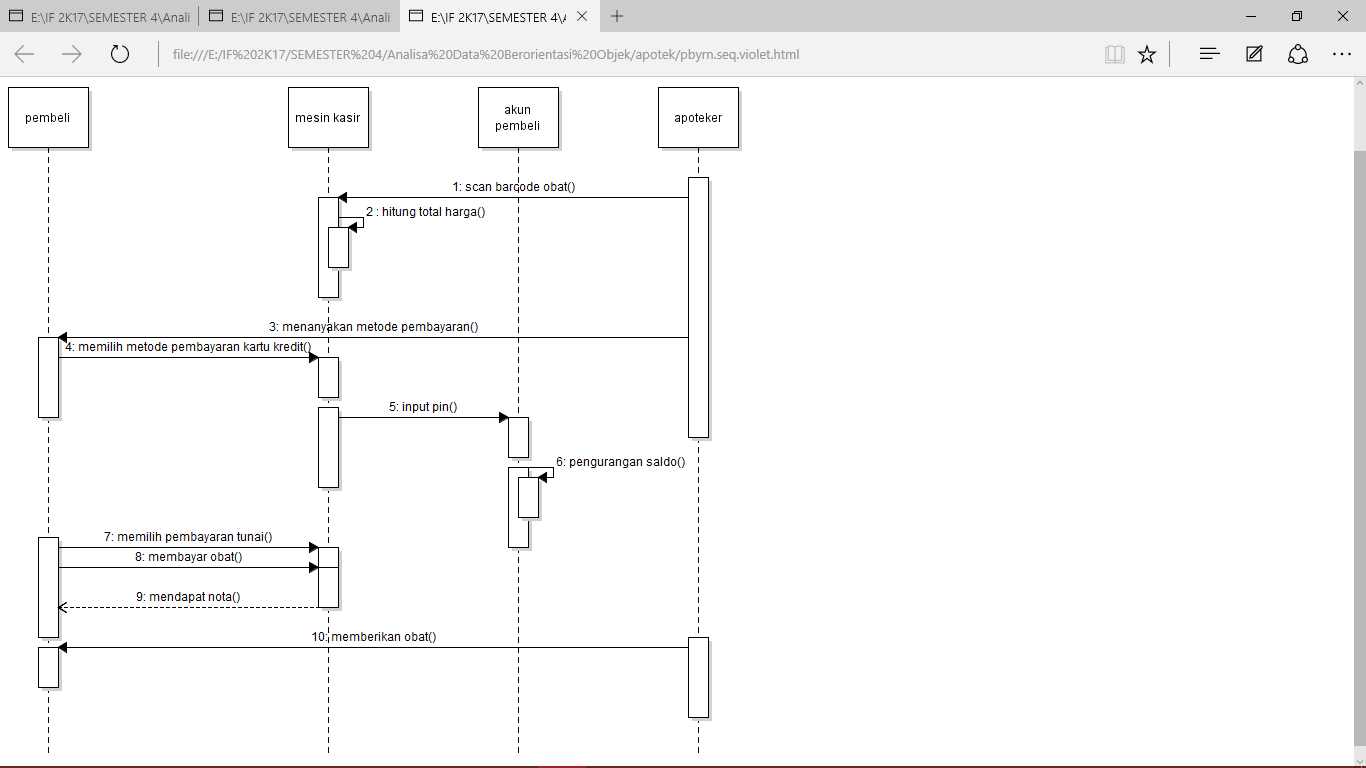 E:\IF 2K17\SEMESTER 4\Anali
E:\IF 2K17\SEMESTER 4\Anali
E:\IF 2K17\SEMESTER 4\A
file:///E:/IF%202K17/SEMESTER%204/Analisa%20Data%20Berorientasi%20Objek/apotek/pbyrn.seq.violet.html
pembeli
mesin kasir
akun
pembeli
apoteker
1: scan barcode obat()
2 : hitung total harga()
3: menanyakan metode pembayaran()
4: memilih metode pembayaran kartu kredit()
5: input pin()
6: pengurangan saldo()
7: memilih pembayaran tunai()
8: membayar obat()
9: mendapat nota()
10: memberikan obat()